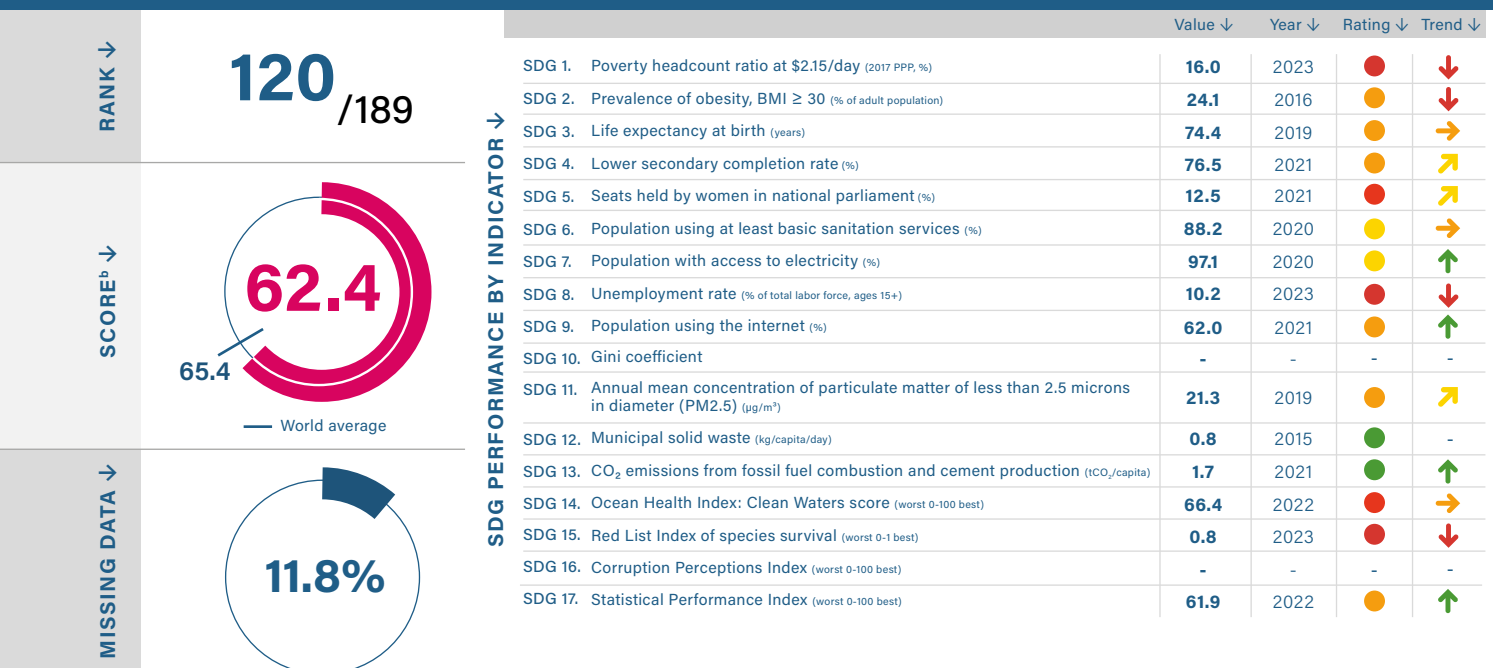 RANK →
120 /189
SCOREᵇ →
62.4
65.4
World average
MISSING DATA →
11.8%
SDG PERFORMANCE BY INDICATOR →
Value ↓ Year ↓ Rating ↓ Trend ↓
SDG 1. Poverty headcount ratio at $2.15/day (2017 PPP, %) 16.0 2023 ↓
SDG 2. Prevalence of obesity, BMI ≥ 30 (% of adult population) 24.1 2016 ↓
SDG 3. Life expectancy at birth (years) 74.4 2019 →
SDG 4. Lower secondary completion rate (%) 76.5 2021 ↗
SDG 5. Seats held by women in national parliament (%) 12.5 2021 ↗
SDG 6. Population using at least basic sanitation services (%) 88.2 2020 →
SDG 7. Population with access to electricity (%) 97.1 2020 ↑
SDG 8. Unemployment rate (% of total labor force, ages 15+) 10.2 2023 ↓
SDG 9. Population using the internet (%) 62.0 2021 ↑
SDG 10. Gini coefficient - - - -
SDG 11. Annual mean concentration of particulate matter of less than 2.5 microns
in diameter (PM2.5) (µg/m³) 21.3 2019 ↗
SDG 12. Municipal solid waste (kg/capita/day) 0.8 2015 -
SDG 13. CO₂ emissions from fossil fuel combustion and cement production (tCO₂/capita) 1.7 2021 ↑
SDG 14. Ocean Health Index: Clean Waters score (worst 0-100 best) 66.4 2022 →
SDG 15. Red List Index of species survival (worst 0-1 best) 0.8 2023 ↓
SDG 16. Corruption Perceptions Index (worst 0-100 best) - - - -
SDG 17. Statistical Performance Index (worst 0-100 best) 61.9 2022 ↑